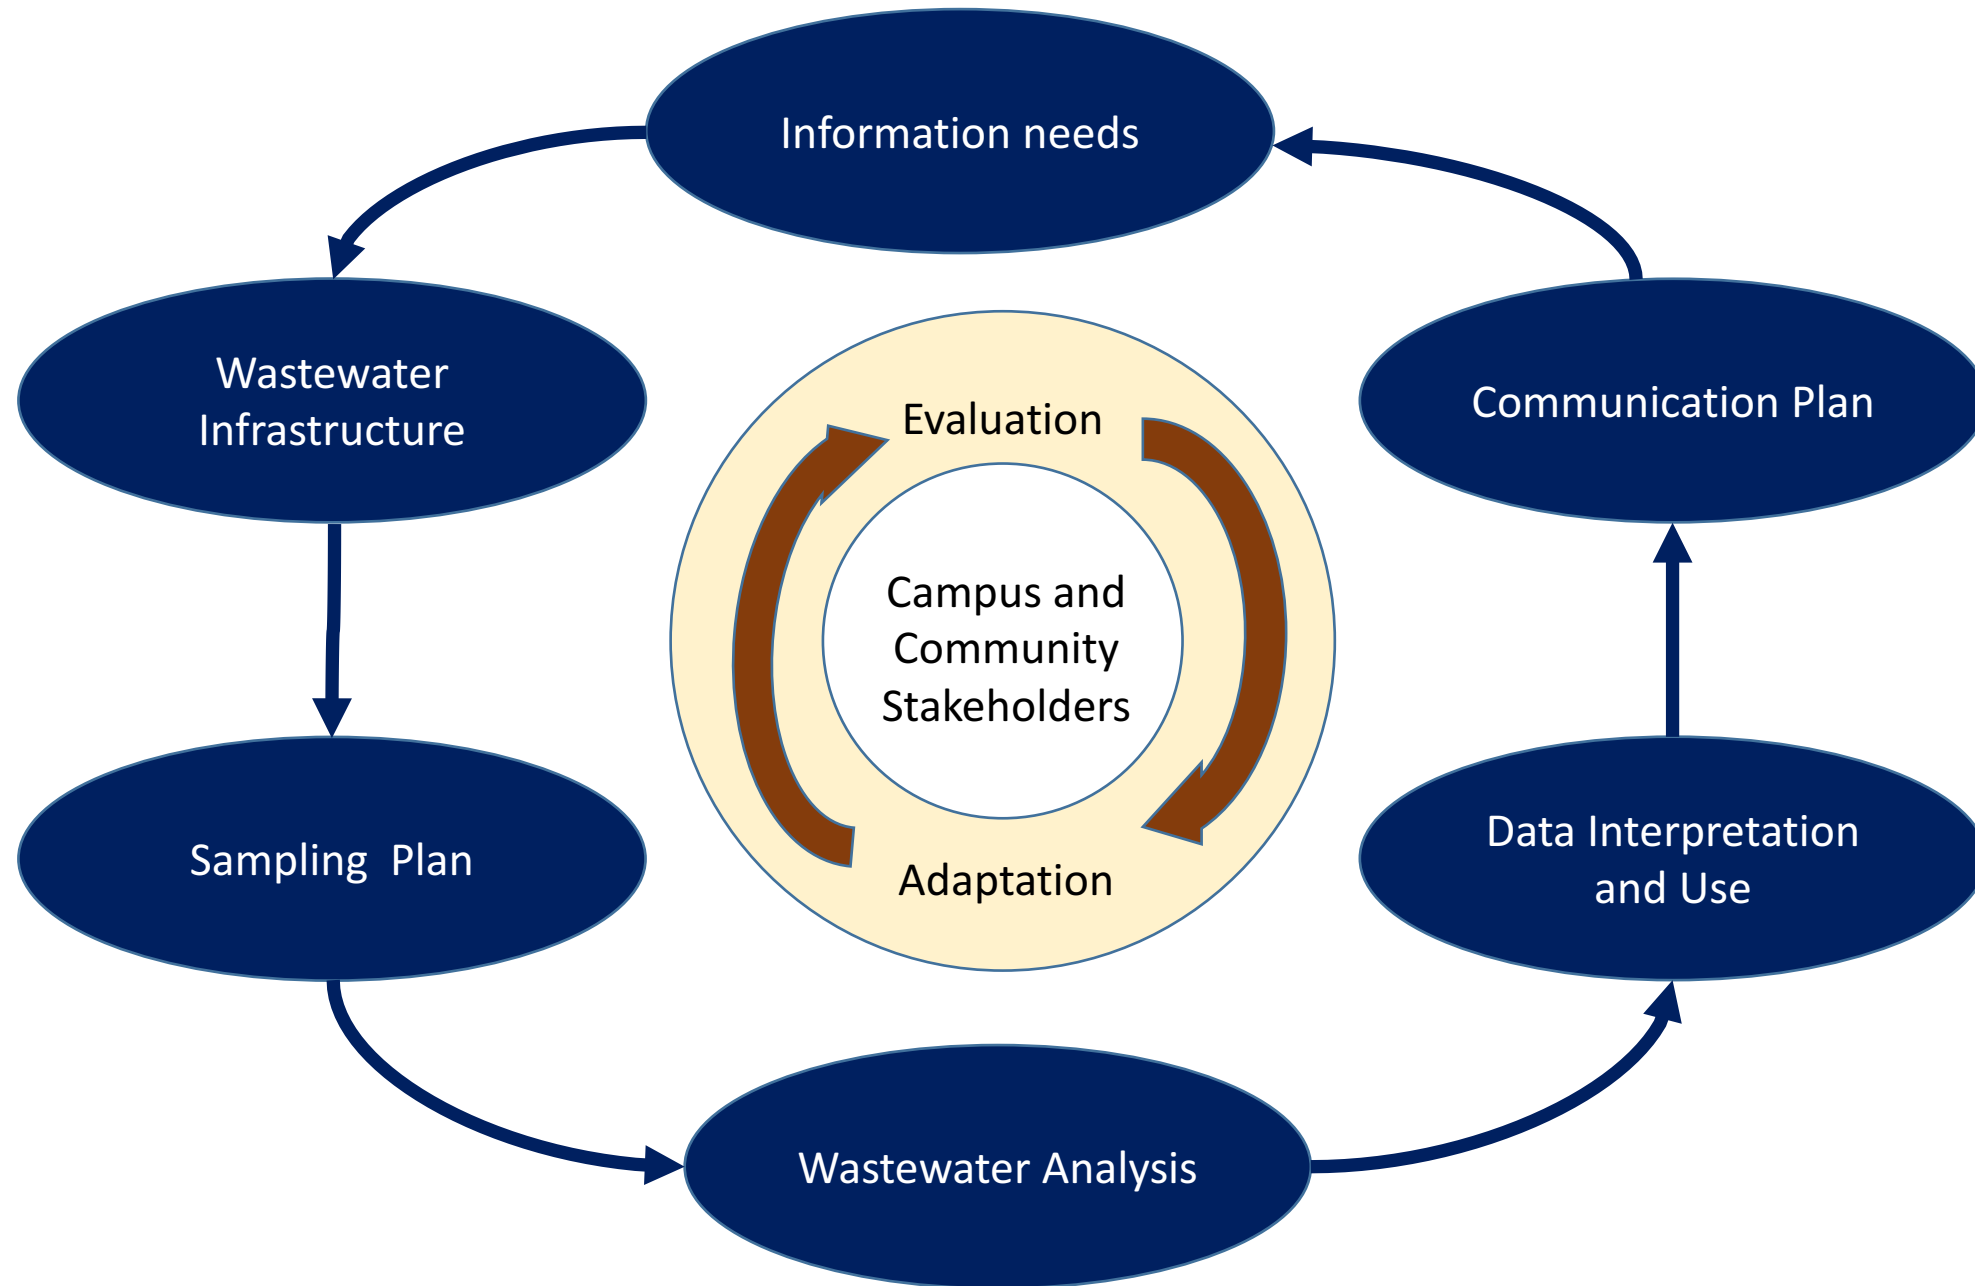 Information needs
Wastewater
Infrastructure
Communication Plan
Evaluation
Campus and
Community
Stakeholders
Adaptation
Sampling  Plan
Data Interpretation
and Use
Wastewater Analysis